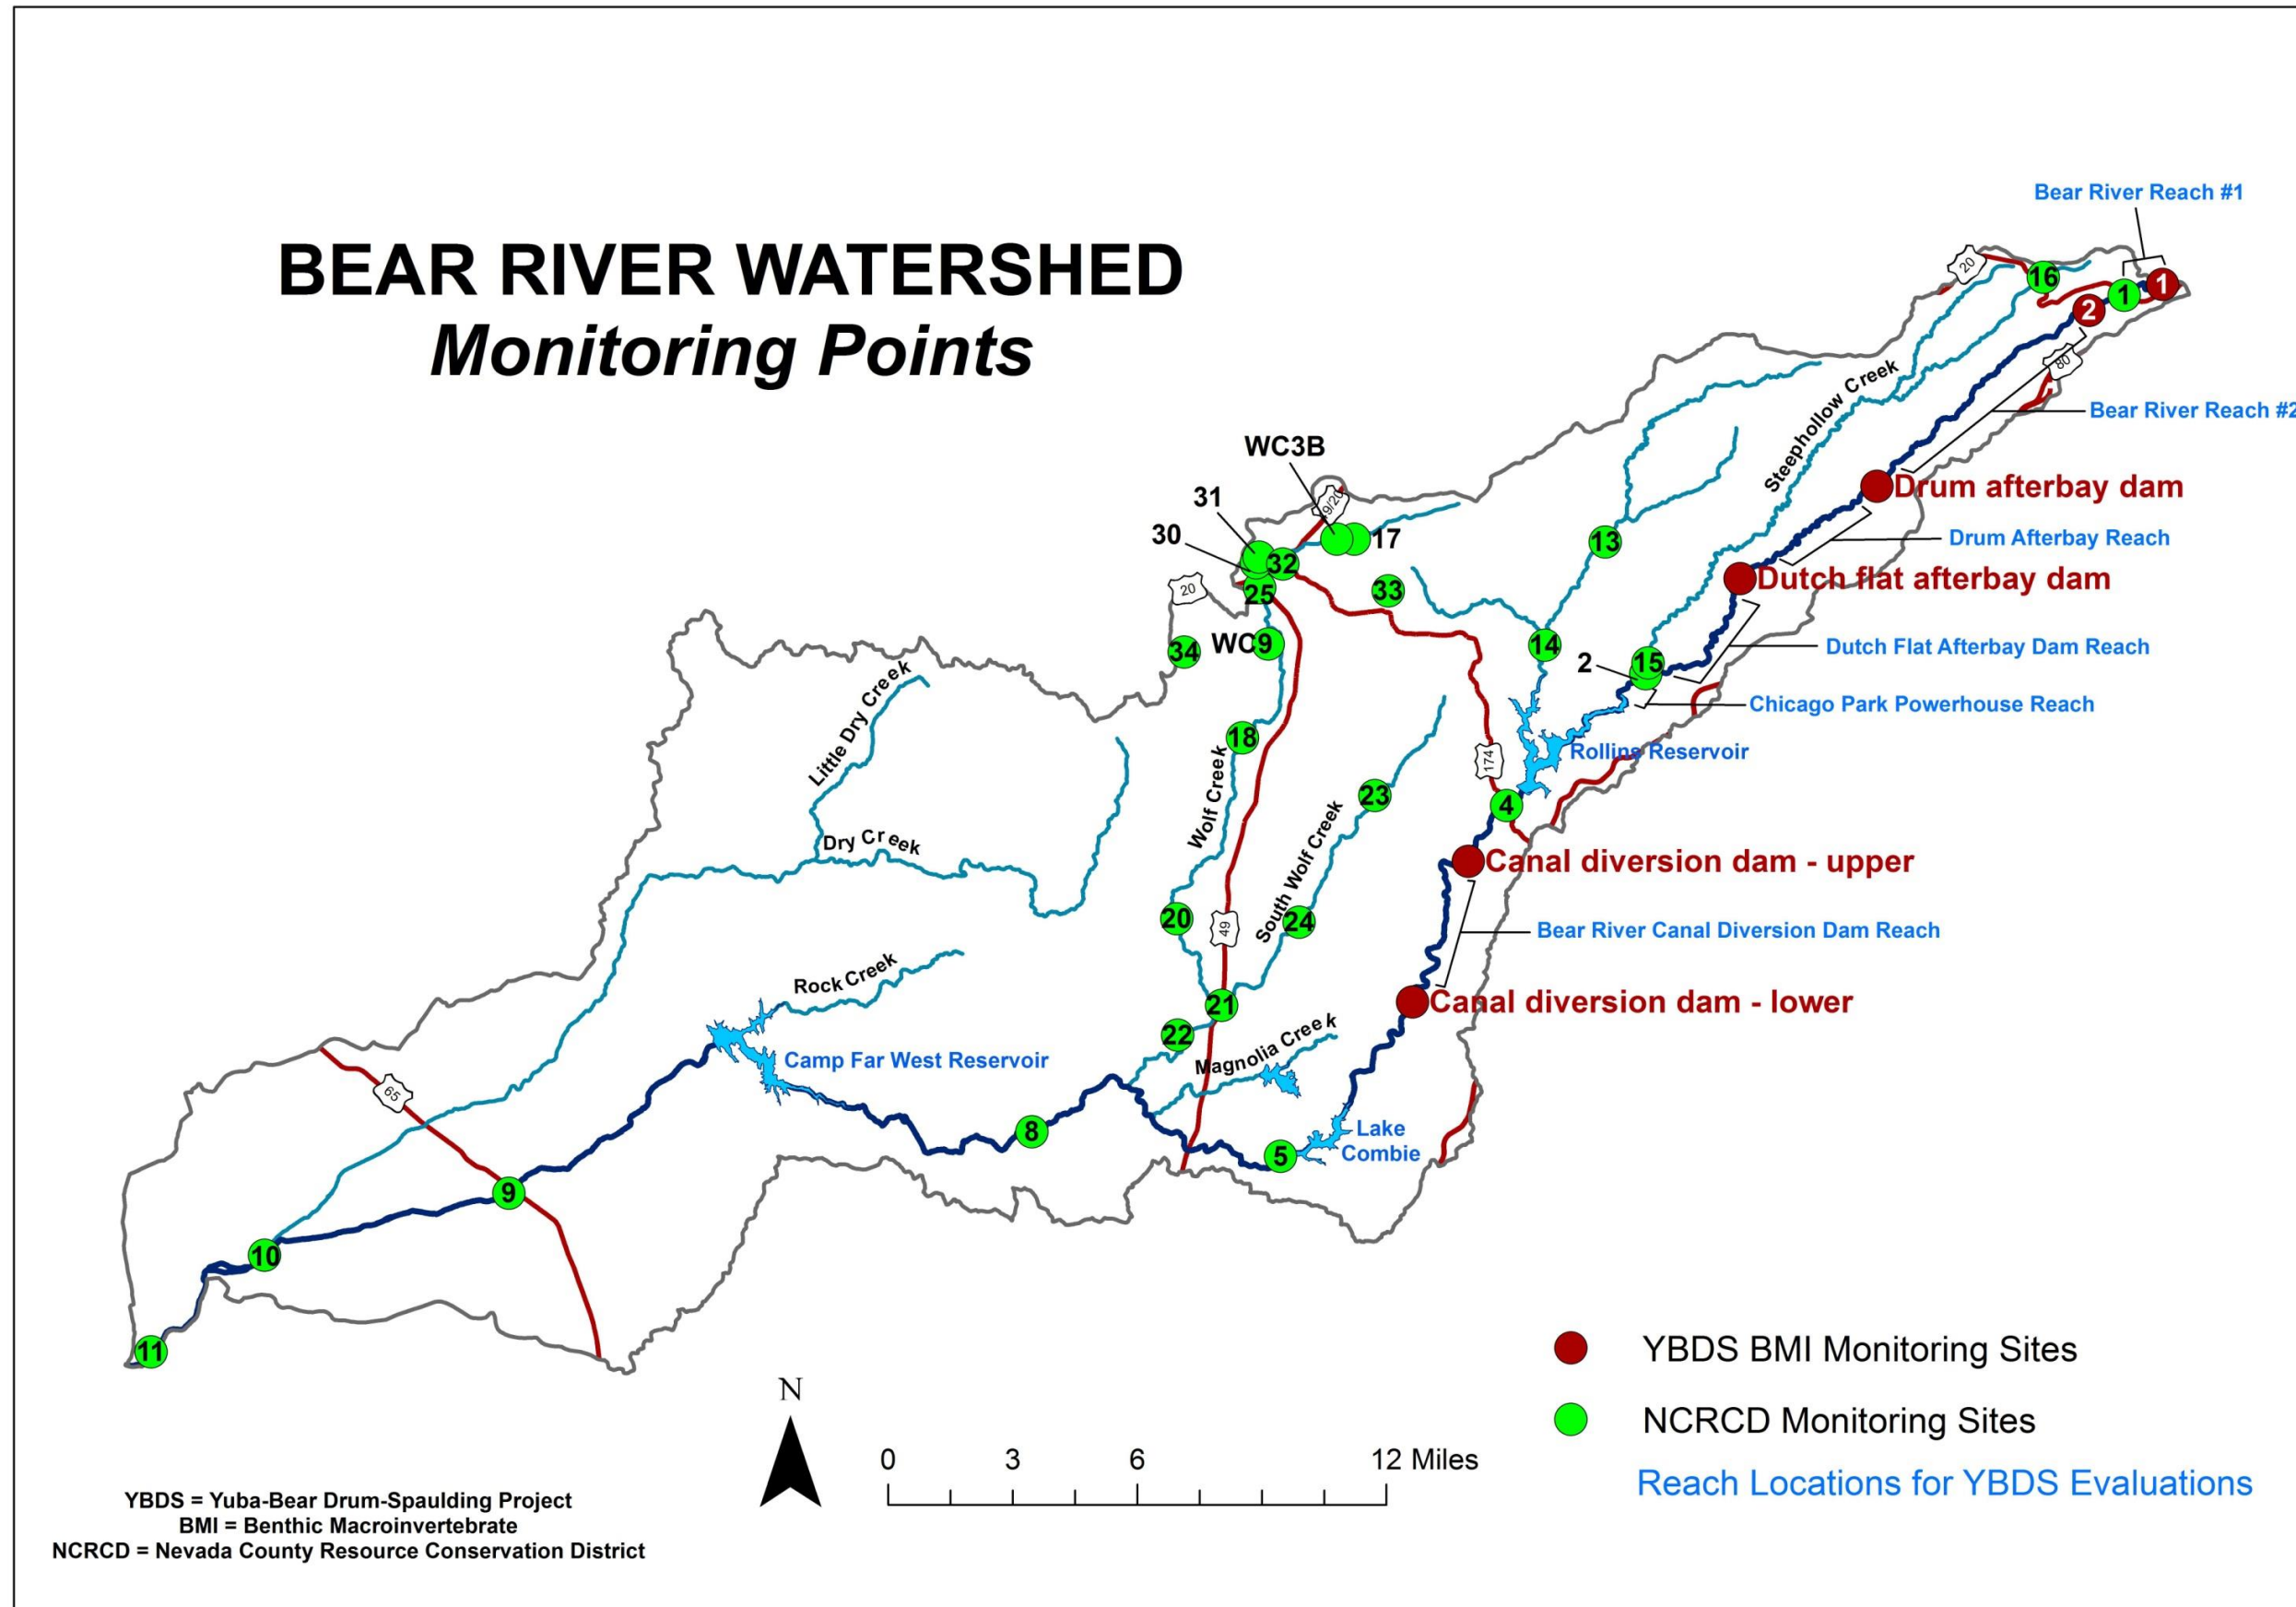 BEAR RIVER WATERSHED
Monitoring Points
Bear River Reach #1
20
16
1
1
2
80
Bear River Reach #2
Steephollow Creek
WC3B
31
19/20
Drum afterbay dam
30
17
32
13
Drum Afterbay Reach
Dutch flat afterbay dam
20
25
33
34
WC9
14
Dutch Flat Afterbay Dam Reach
2
15
Chicago Park Powerhouse Reach
Little Dry Creek
18
174
Rollins Reservoir
Wolf Creek
23
4
Dry Creek
Canal diversion dam - upper
South Wolf Creek
20
49
24
Bear River Canal Diversion Dam Reach
Rock Creek
21
Canal diversion dam - lower
22
Magnolia Creek
Camp Far West Reservoir
65
8
5
Lake
Combie
9
10
11
YBDS BMI Monitoring Sites
NCRCD Monitoring Sites
Reach Locations for YBDS Evaluations
N
0 3 6 12 Miles
YBDS = Yuba-Bear Drum-Spaulding Project
BMI = Benthic Macroinvertebrate
NCRCD = Nevada County Resource Conservation District